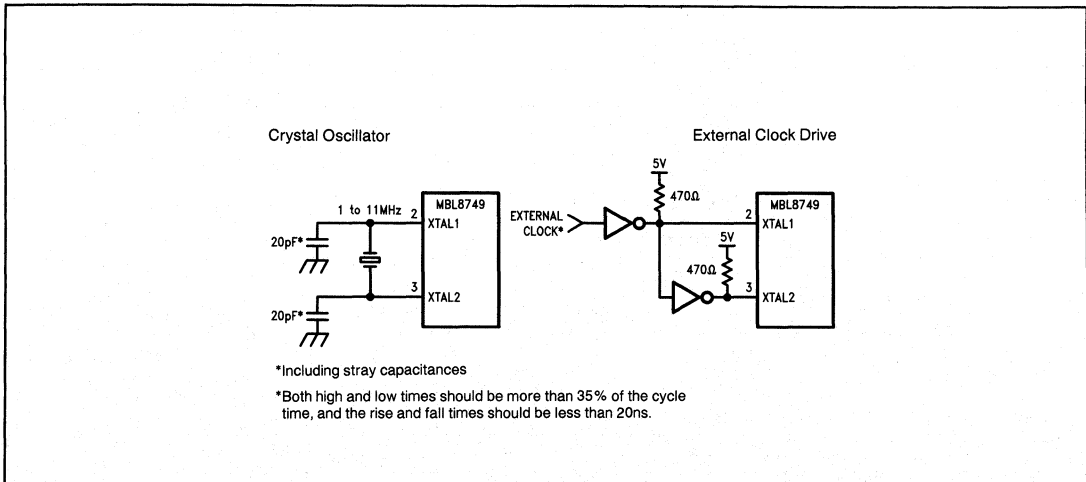 Crystal Oscillator
1 to 11MHz
2
MBL8749
XTAL1
20pF*
3
XTAL2
20pF*
External Clock Drive
5V
470Ω
EXTERNAL
CLOCK*
2
MBL8749
XTAL1
5V
470Ω
3
XTAL2
*Including stray capacitances
*Both high and low times should be more than 35% of the cycle
time, and the rise and fall times should be less than 20ns.